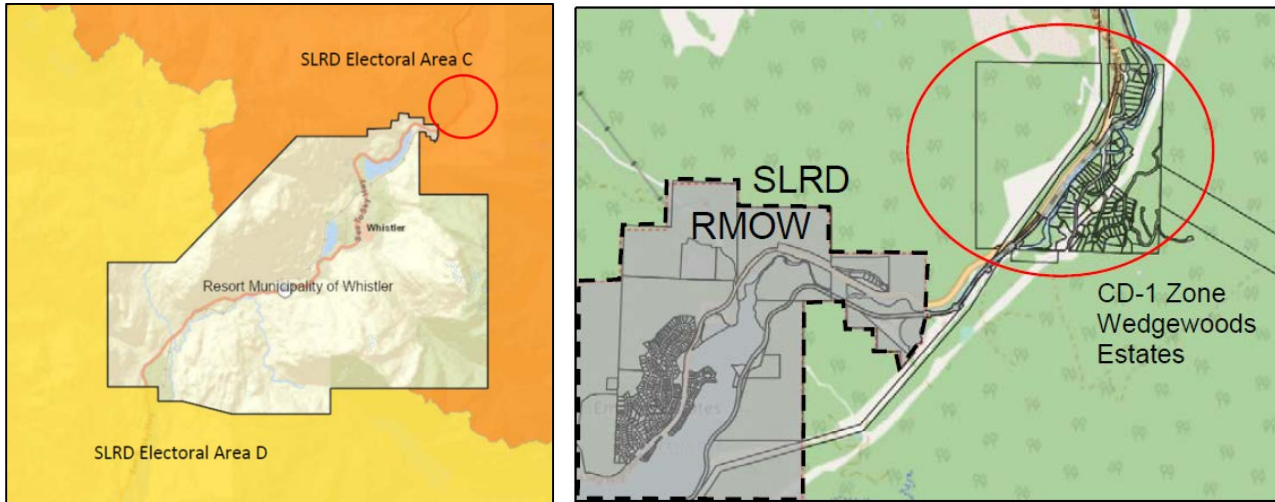 SLRD Electoral Area C
Whistler
Resort Municipality of Whistler
SLRD Electoral Area D
SLRD
RMOW
CD-1 Zone
Wedgewoods
Estates